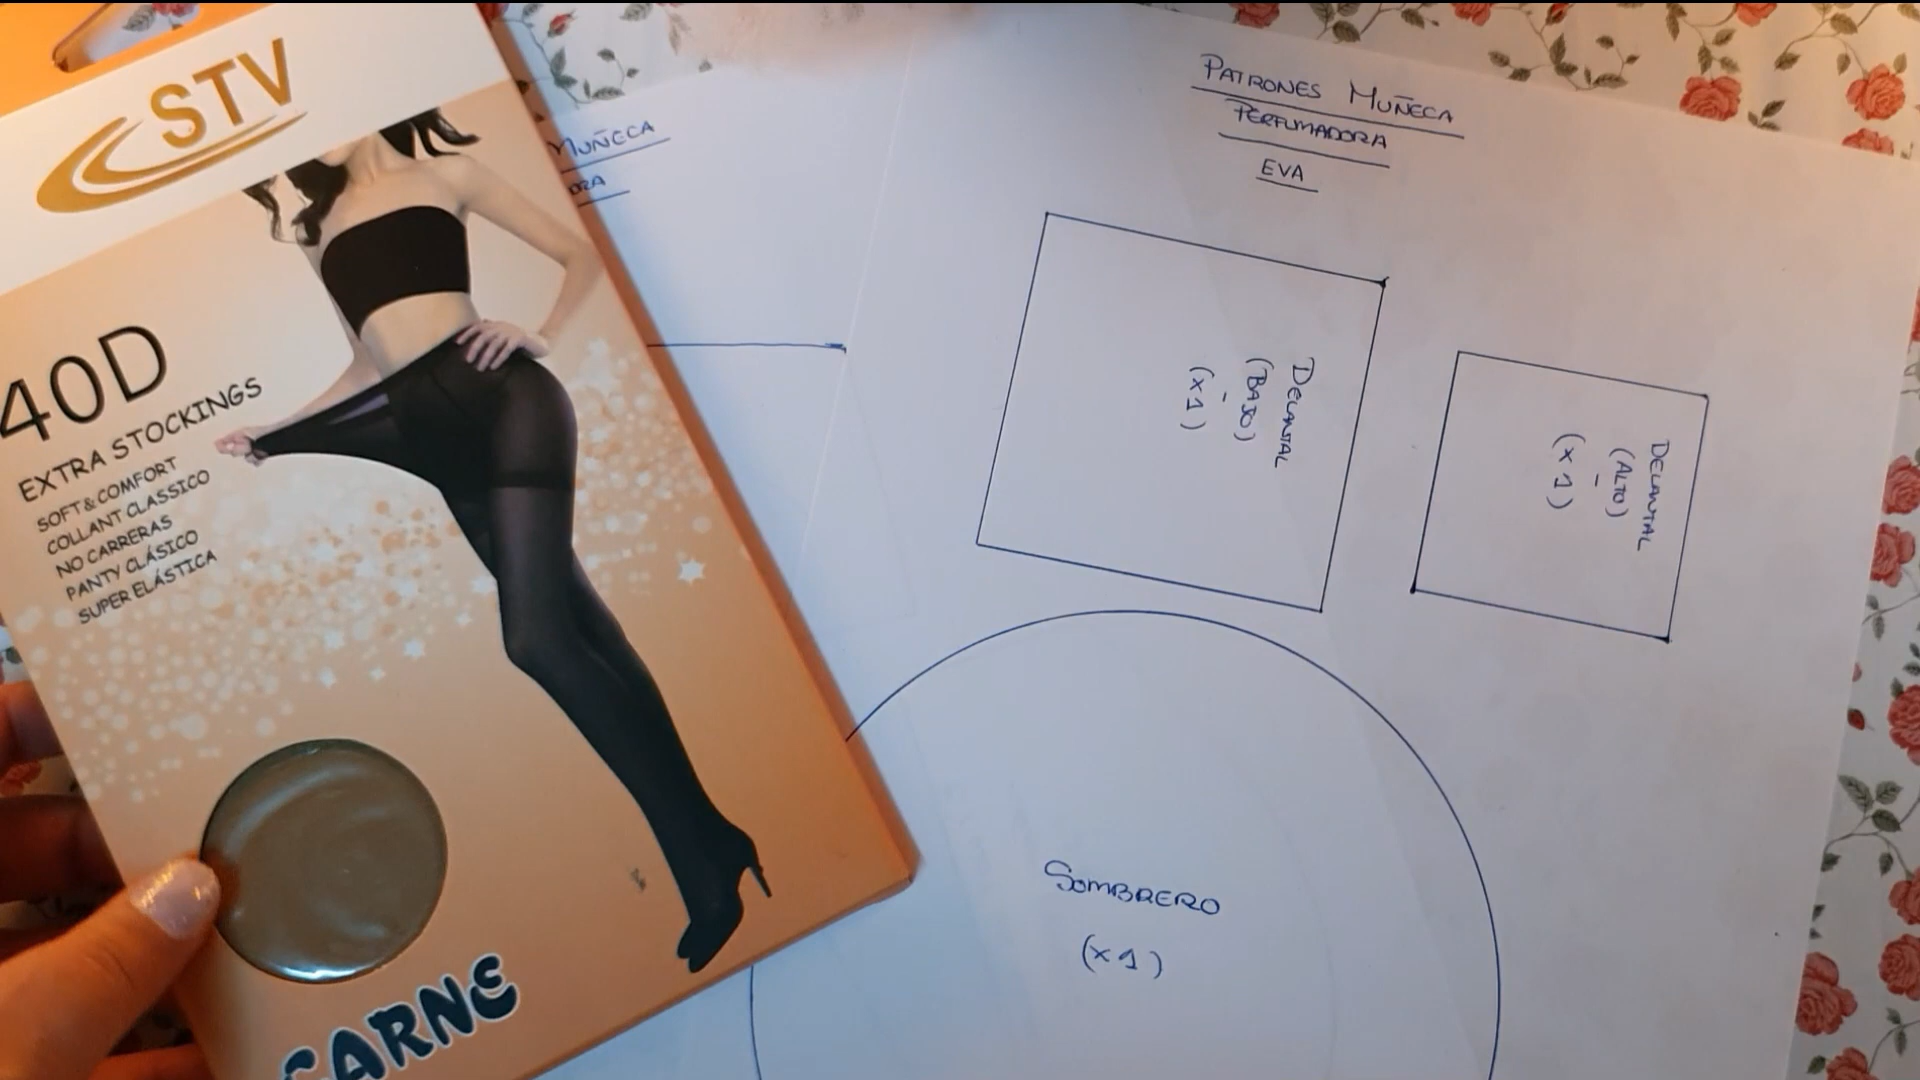 STV
40D
EXTRA STOCKINGS
SOFT&COMFORT
COLLANT CLASSICO
NO CARRERAS
PANTY CLÁSICO
SUPER ELÁSTICA
CARNE
MUÑECA
ORA
PATRONES MUÑECA
PERFUMADORA
EVA
DELANTAL
(BAJO)
-
(x1)
DELANTAL
(ALTO)
-
(x1)
SOMBRERO
(x1)